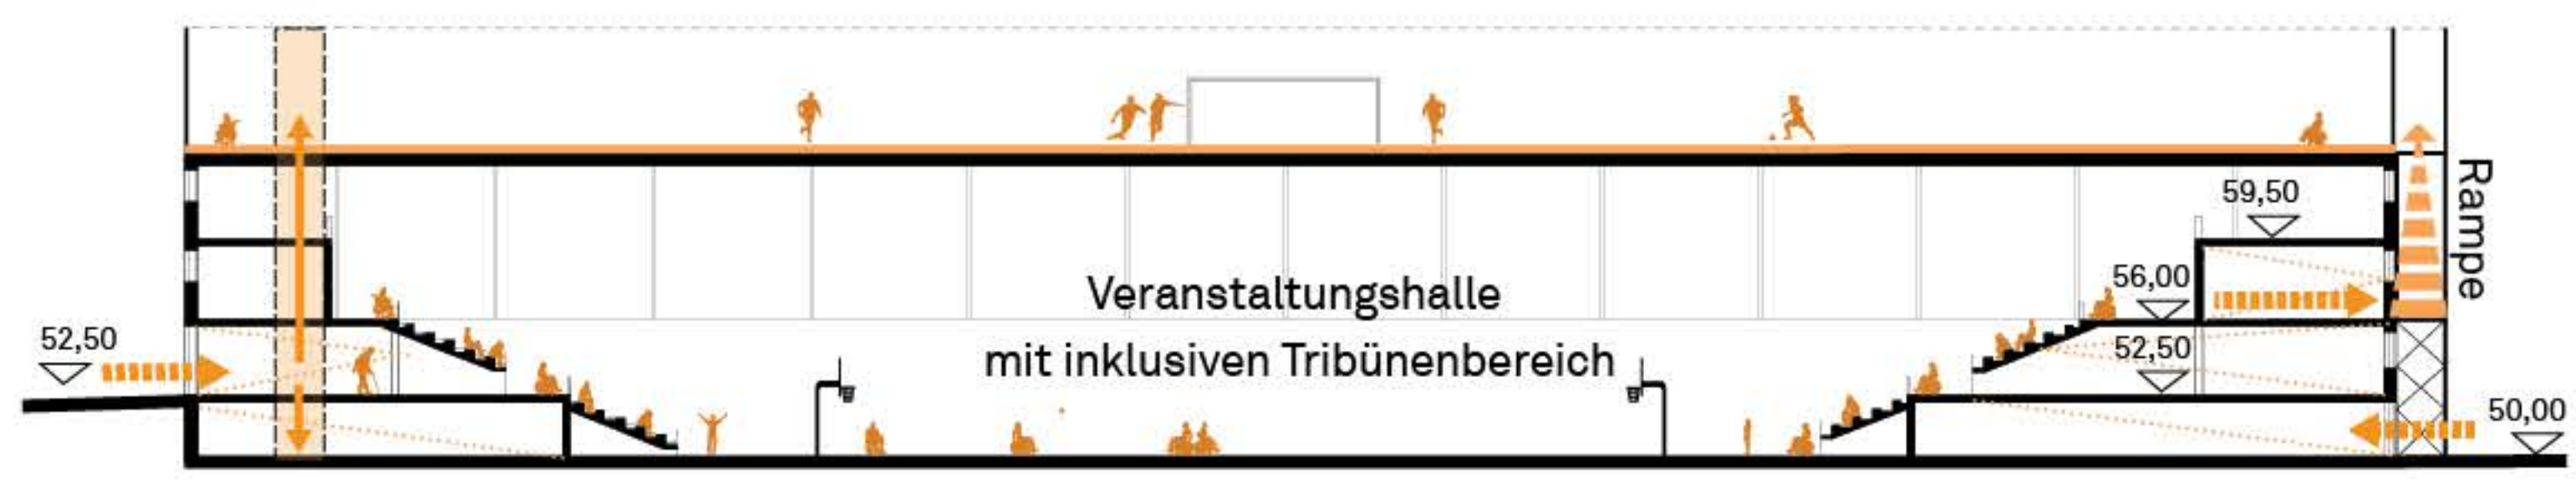 Rampe
59,50
56,00
Veranstaltungshalle
52,50
mit inklusiven Tribünenbereich
52,50
50,00